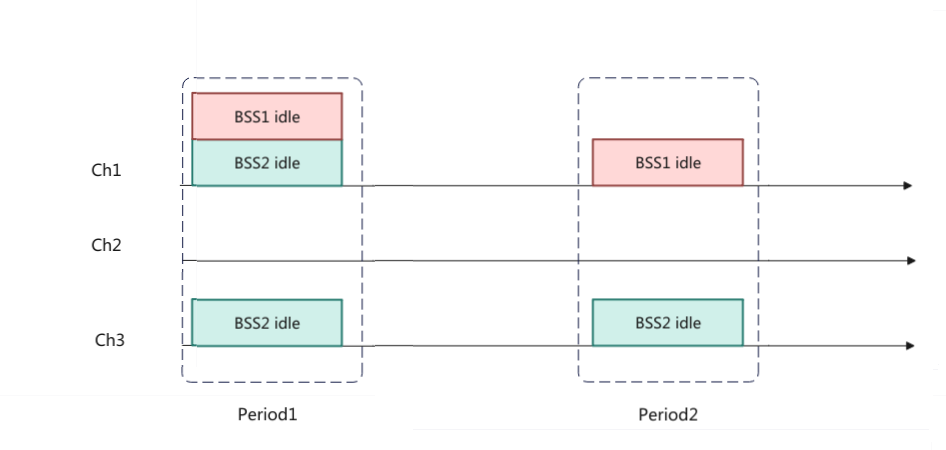 BSS1 idle
Ch1
BSS2 idle
BSS1 idle
Ch2
Ch3
BSS2 idle
BSS2 idle
Period1
Period2